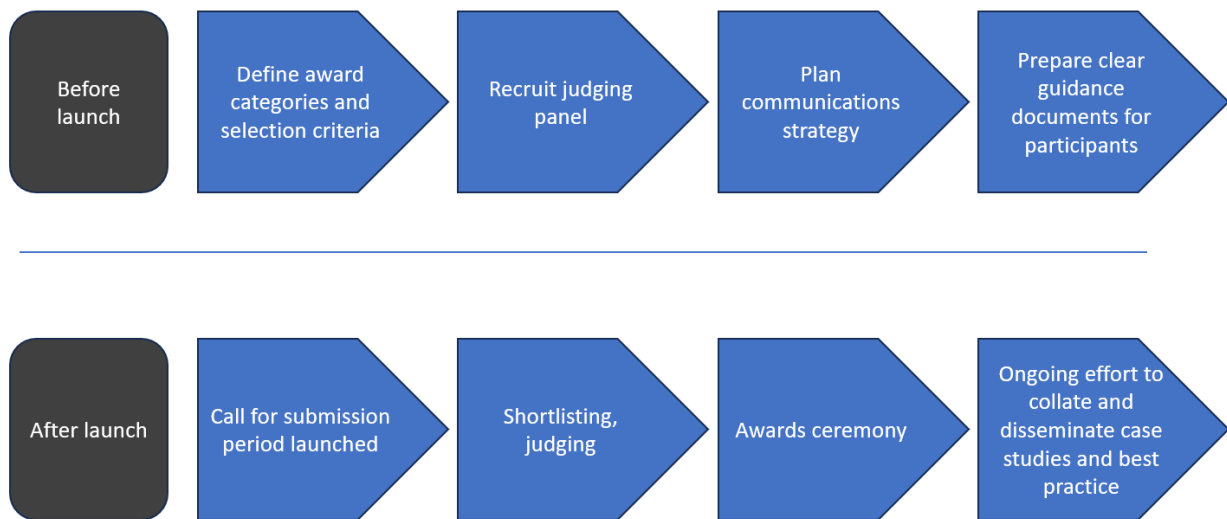 Before
launch
Define award
categories and
selection criteria
Recruit judging
panel
Plan
communications
strategy
Prepare clear
guidance
documents for
participants
After launch
Call for submission
period launched
Shortlisting,
judging
Awards ceremony
Ongoing effort to
collate and
disseminate case
studies and best
practice